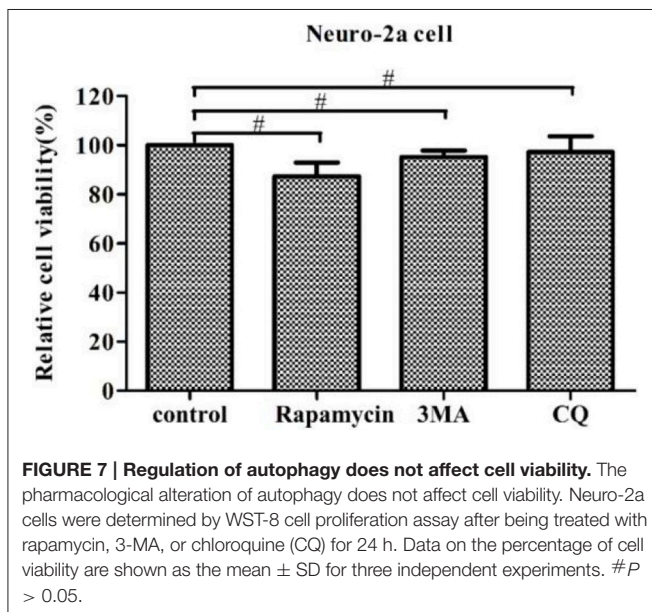 Neuro-2a cell
#
#
#
Relative cell viability(%)
120
100
80
60
40
20
0
control Rapamycin 3MA CQ
FIGURE 7 | Regulation of autophagy does not affect cell viability. The
pharmacological alteration of autophagy does not affect cell viability. Neuro-2a
cells were determined by WST-8 cell proliferation assay after being treated with
rapamycin, 3-MA, or chloroquine (CQ) for 24 h. Data on the percentage of cell
viability are shown as the mean ± SD for three independent experiments. #P
> 0.05.